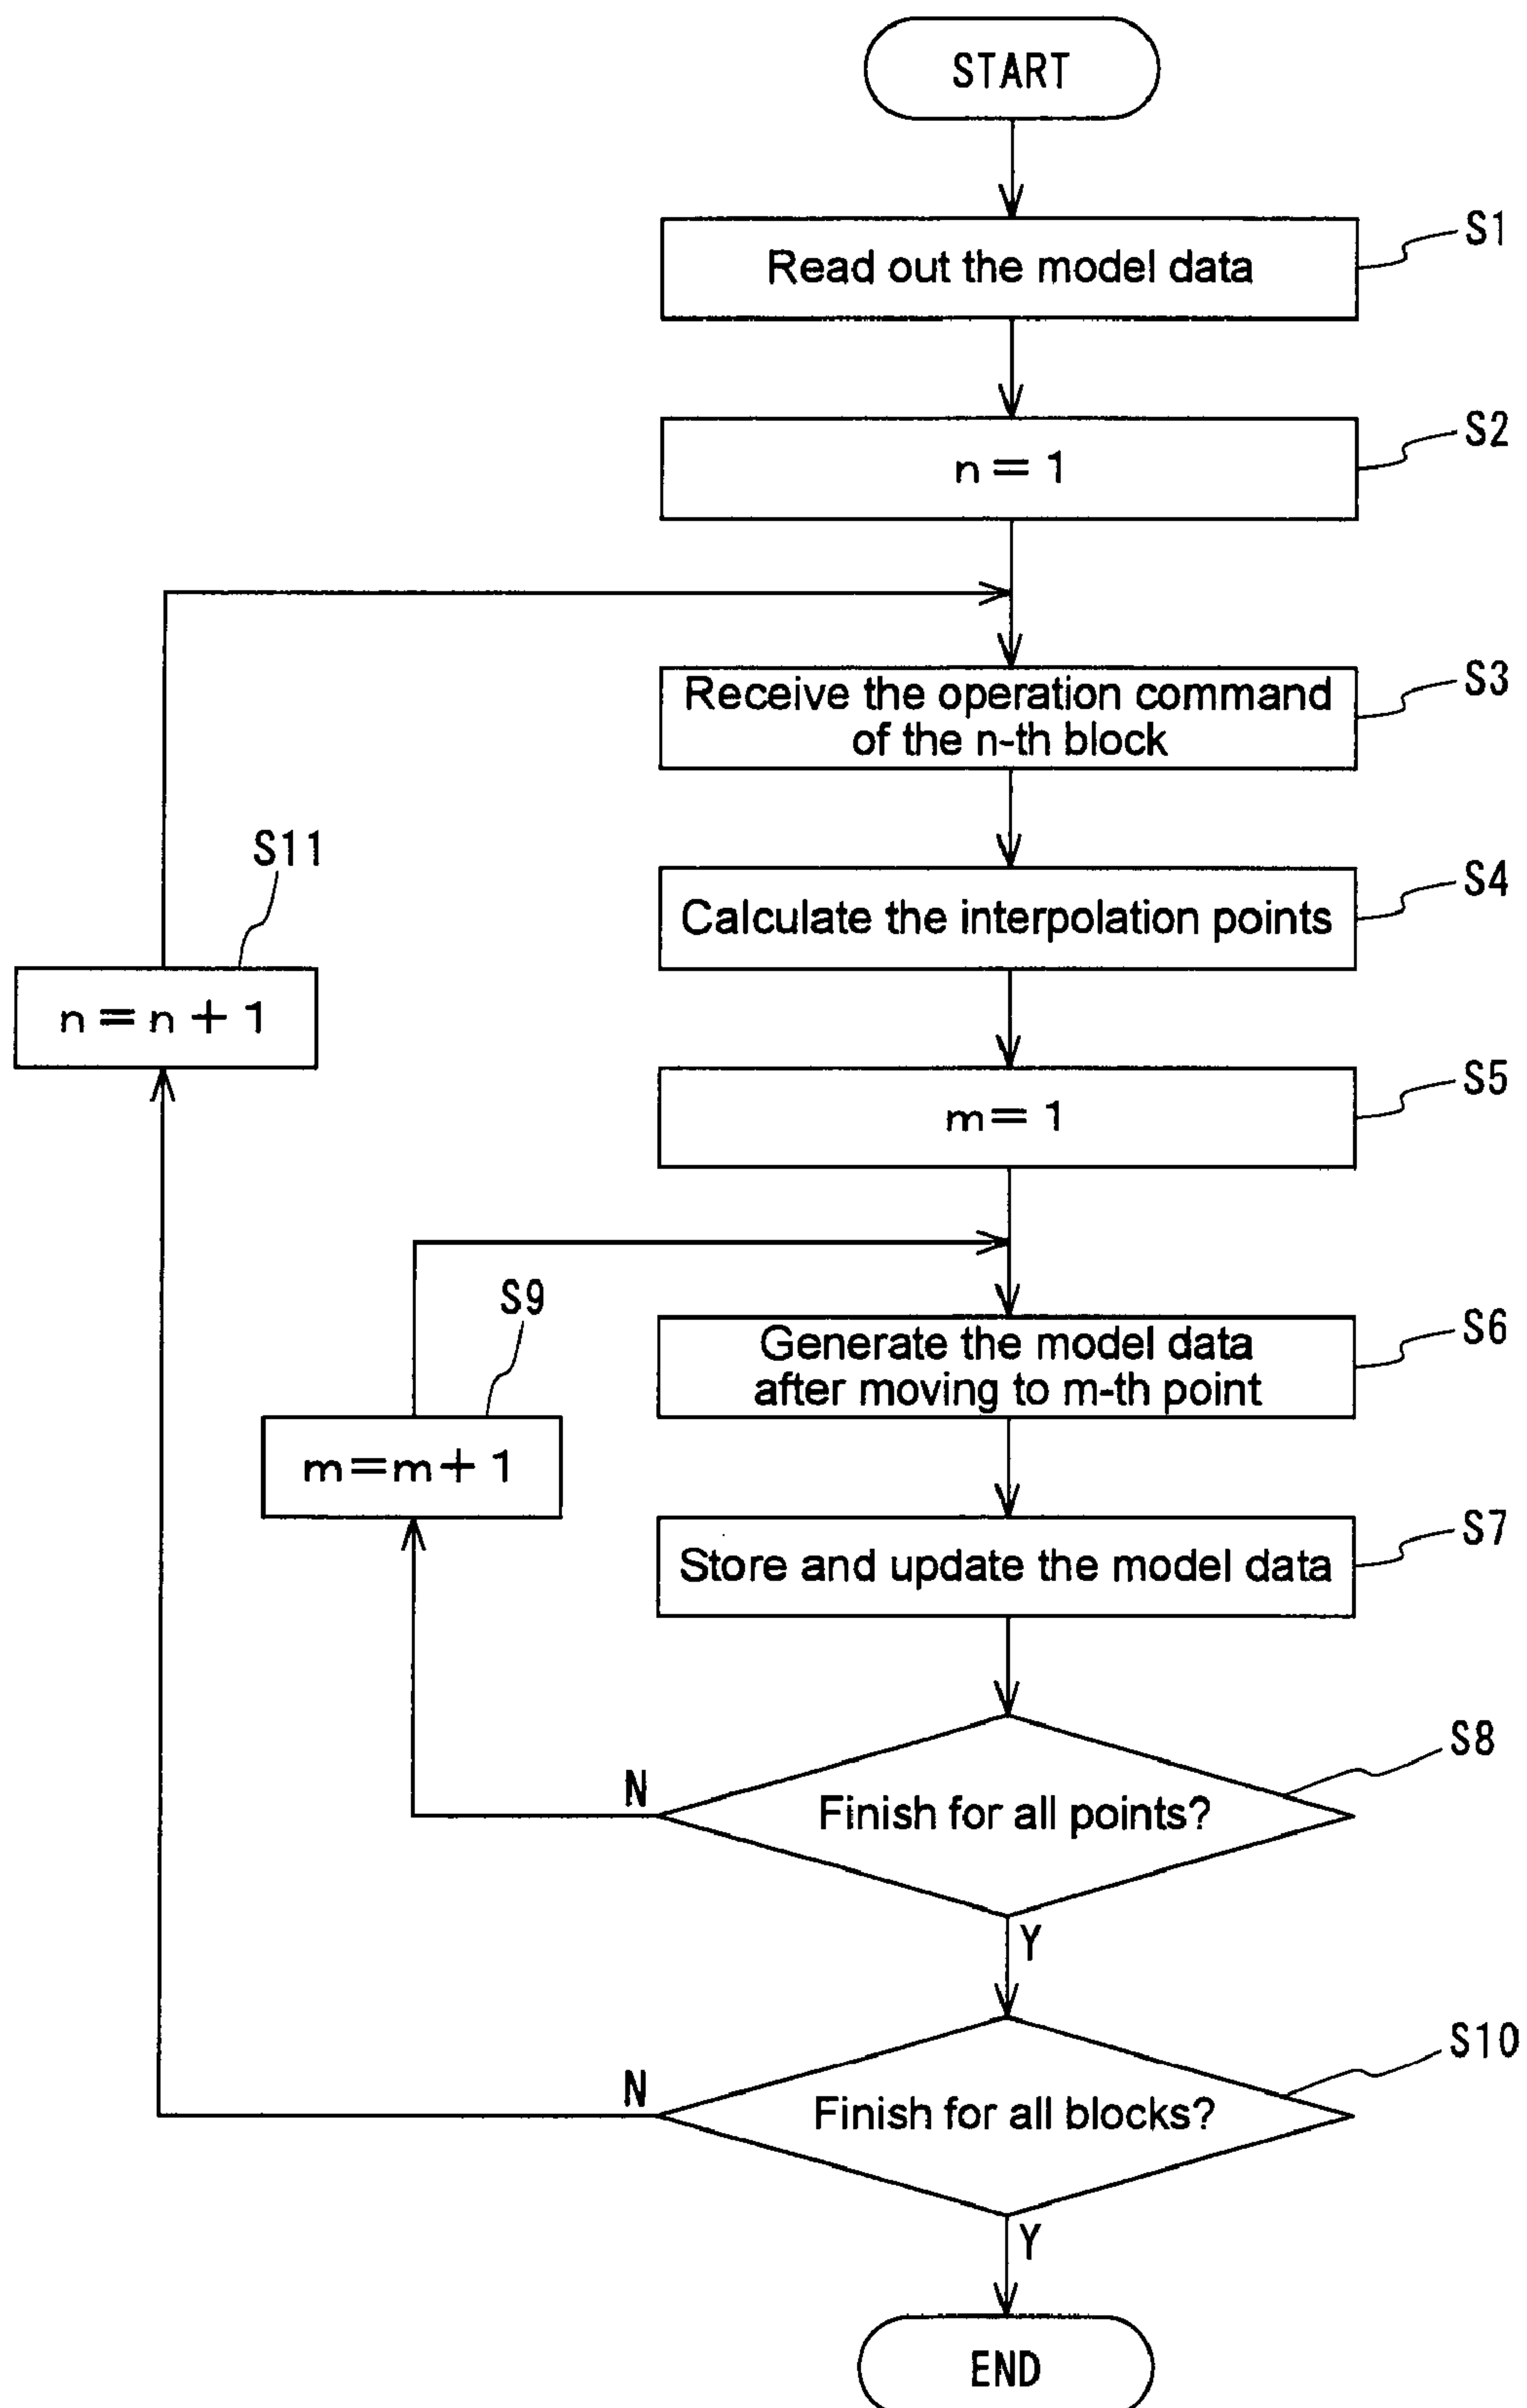 START
Read out the model data
S1
n = 1
S2
Receive the operation command
of the n-th block
S3
S11
Calculate the interpolation points
S4
n = n + 1
m = 1
S5
S9
Generate the model data
after moving to m-th point
S6
m = m + 1
Store and update the model data
S7
S8
N
Finish for all points?
Y
S10
N
Finish for all blocks?
Y
END